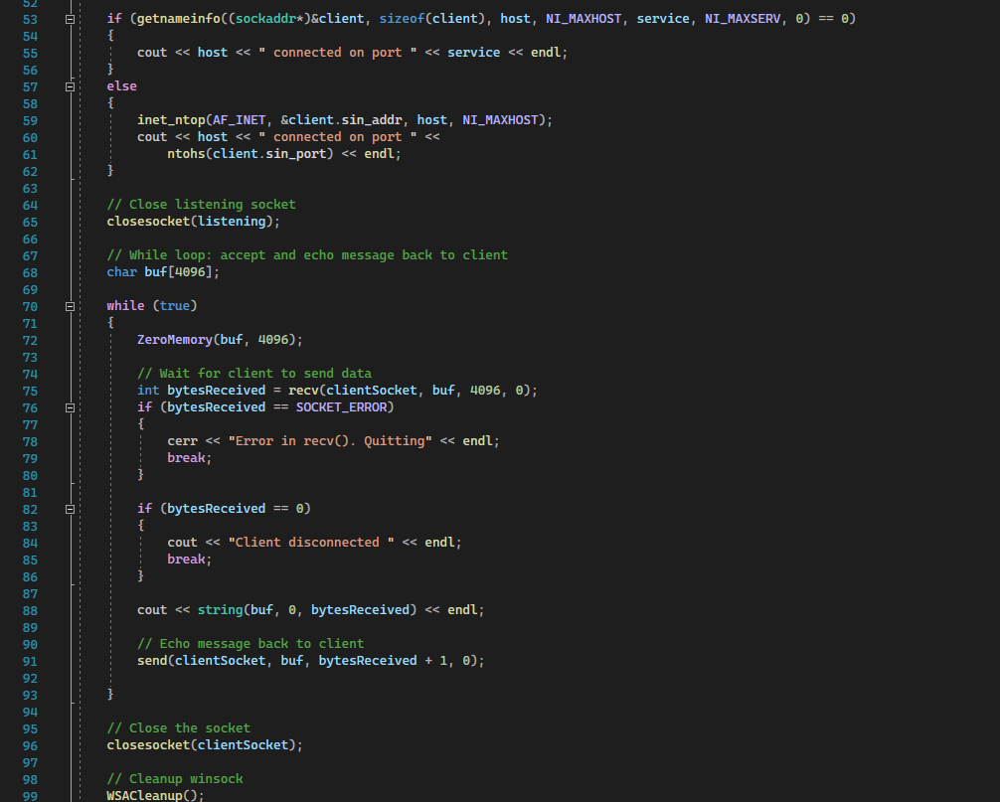 52
53 if (getnameinfo((sockaddr*)&client, sizeof(client), host, NI_MAXHOST, service, NI_MAXSERV, 0) == 0)
54 {
55 cout << host << " connected on port " << service << endl;
56 }
57 else
58 {
59 inet_ntop(AF_INET, &client.sin_addr, host, NI_MAXHOST);
60 cout << host << " connected on port " <<
61 ntohs(client.sin_port) << endl;
62 }
63
64 // Close listening socket
65 closesocket(listening);
66
67 // While loop: accept and echo message back to client
68 char buf[4096];
69
70 while (true)
71 {
72 ZeroMemory(buf, 4096);
73
74 // Wait for client to send data
75 int bytesReceived = recv(clientSocket, buf, 4096, 0);
76 if (bytesReceived == SOCKET_ERROR)
77 {
78 cerr << "Error in recv(). Quitting" << endl;
79 break;
80 }
81
82 if (bytesReceived == 0)
83 {
84 cout << "Client disconnected " << endl;
85 break;
86 }
87
88 cout << string(buf, 0, bytesReceived) << endl;
89
90 // Echo message back to client
91 send(clientSocket, buf, bytesReceived + 1, 0);
92
93 }
94
95 // Close the socket
96 closesocket(clientSocket);
97
98 // Cleanup winsock
99 WSACleanup();